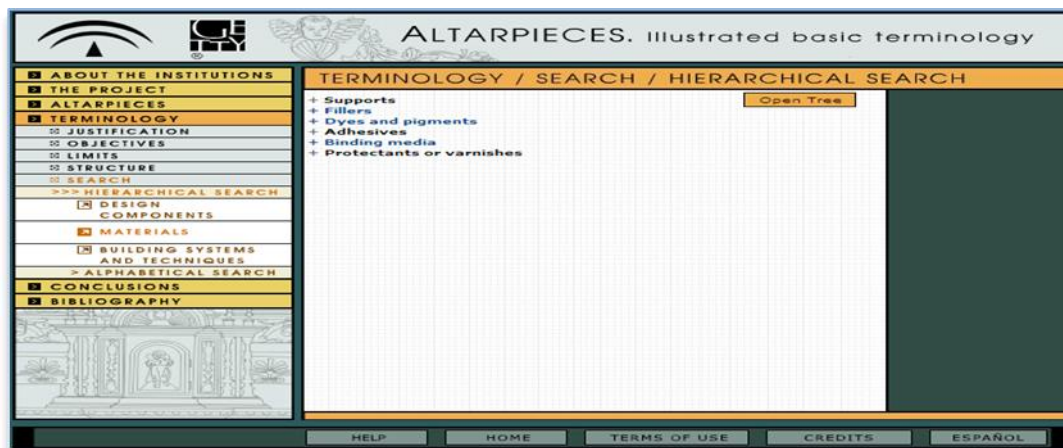 GETTY
®
ALTARPIECES. Illustrated basic terminology
ABOUT THE INSTITUTIONS
THE PROJECT
ALTARPIECES
TERMINOLOGY
JUSTIFICATION
OBJECTIVES
LIMITS
STRUCTURE
SEARCH
>>> HIERARCHICAL SEARCH
DESIGN
COMPONENTS
MATERIALS
BUILDING SYSTEMS
AND TECHNIQUES
> ALPHABETICAL SEARCH
CONCLUSIONS
BIBLIOGRAPHY
TERMINOLOGY / SEARCH / HIERARCHICAL SEARCH
+ Supports
+ Fillers
+ Dyes and pigments
+ Adhesives
+ Binding media
+ Protectants or varnishes
Open Tree
HELP
HOME
TERMS OF USE
CREDITS
ESPAÑOL